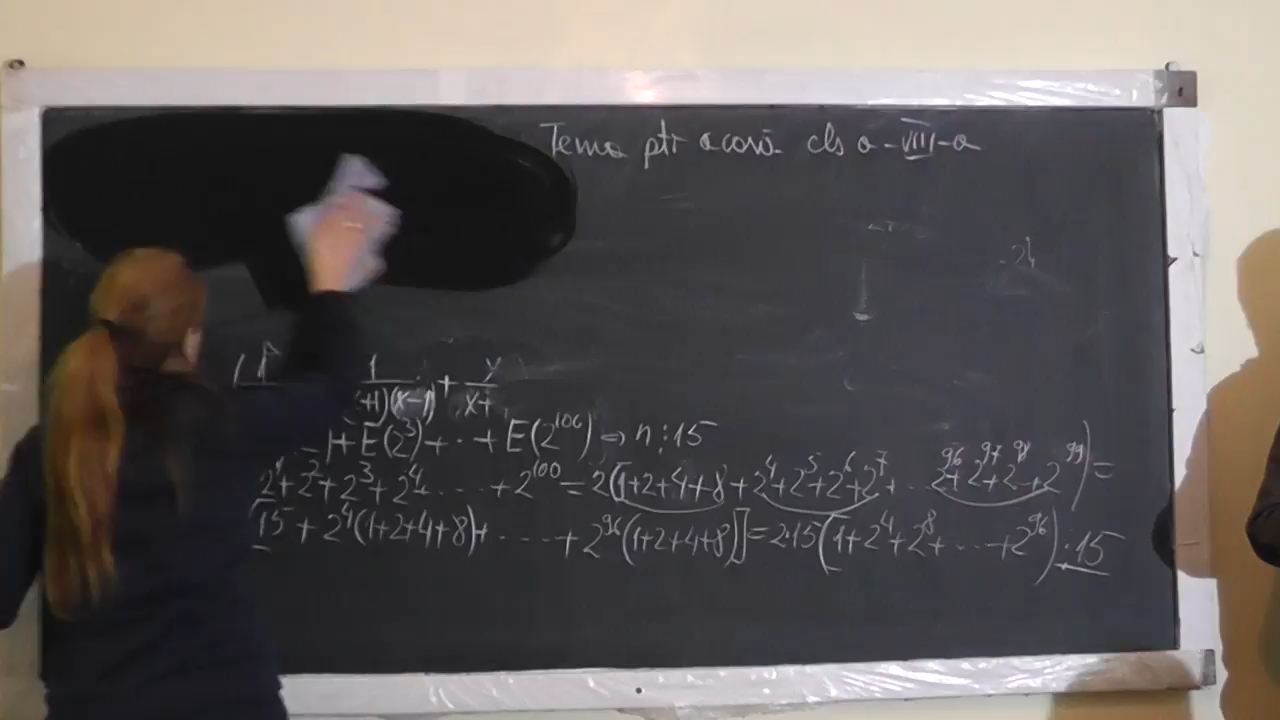 Tema ptr acasă cls a-VIII-a
1/(+1)(x-1) + y/x+
+E(2³)+..+E(2¹⁰⁰) ⇒ n⋮15
2¹+2²+2³+2⁴+.....+2¹⁰⁰=2(1+2+4+8+2⁴+2⁵+2⁶+2⁷+..2⁹⁶+2⁹⁷+2⁹⁸+2⁹⁹)=
[15+2⁴(1+2+4+8)+.....+2⁹⁶(1+2+4+8)]=2·15(1+2⁴+2⁸+...+2⁹⁶)⋮15